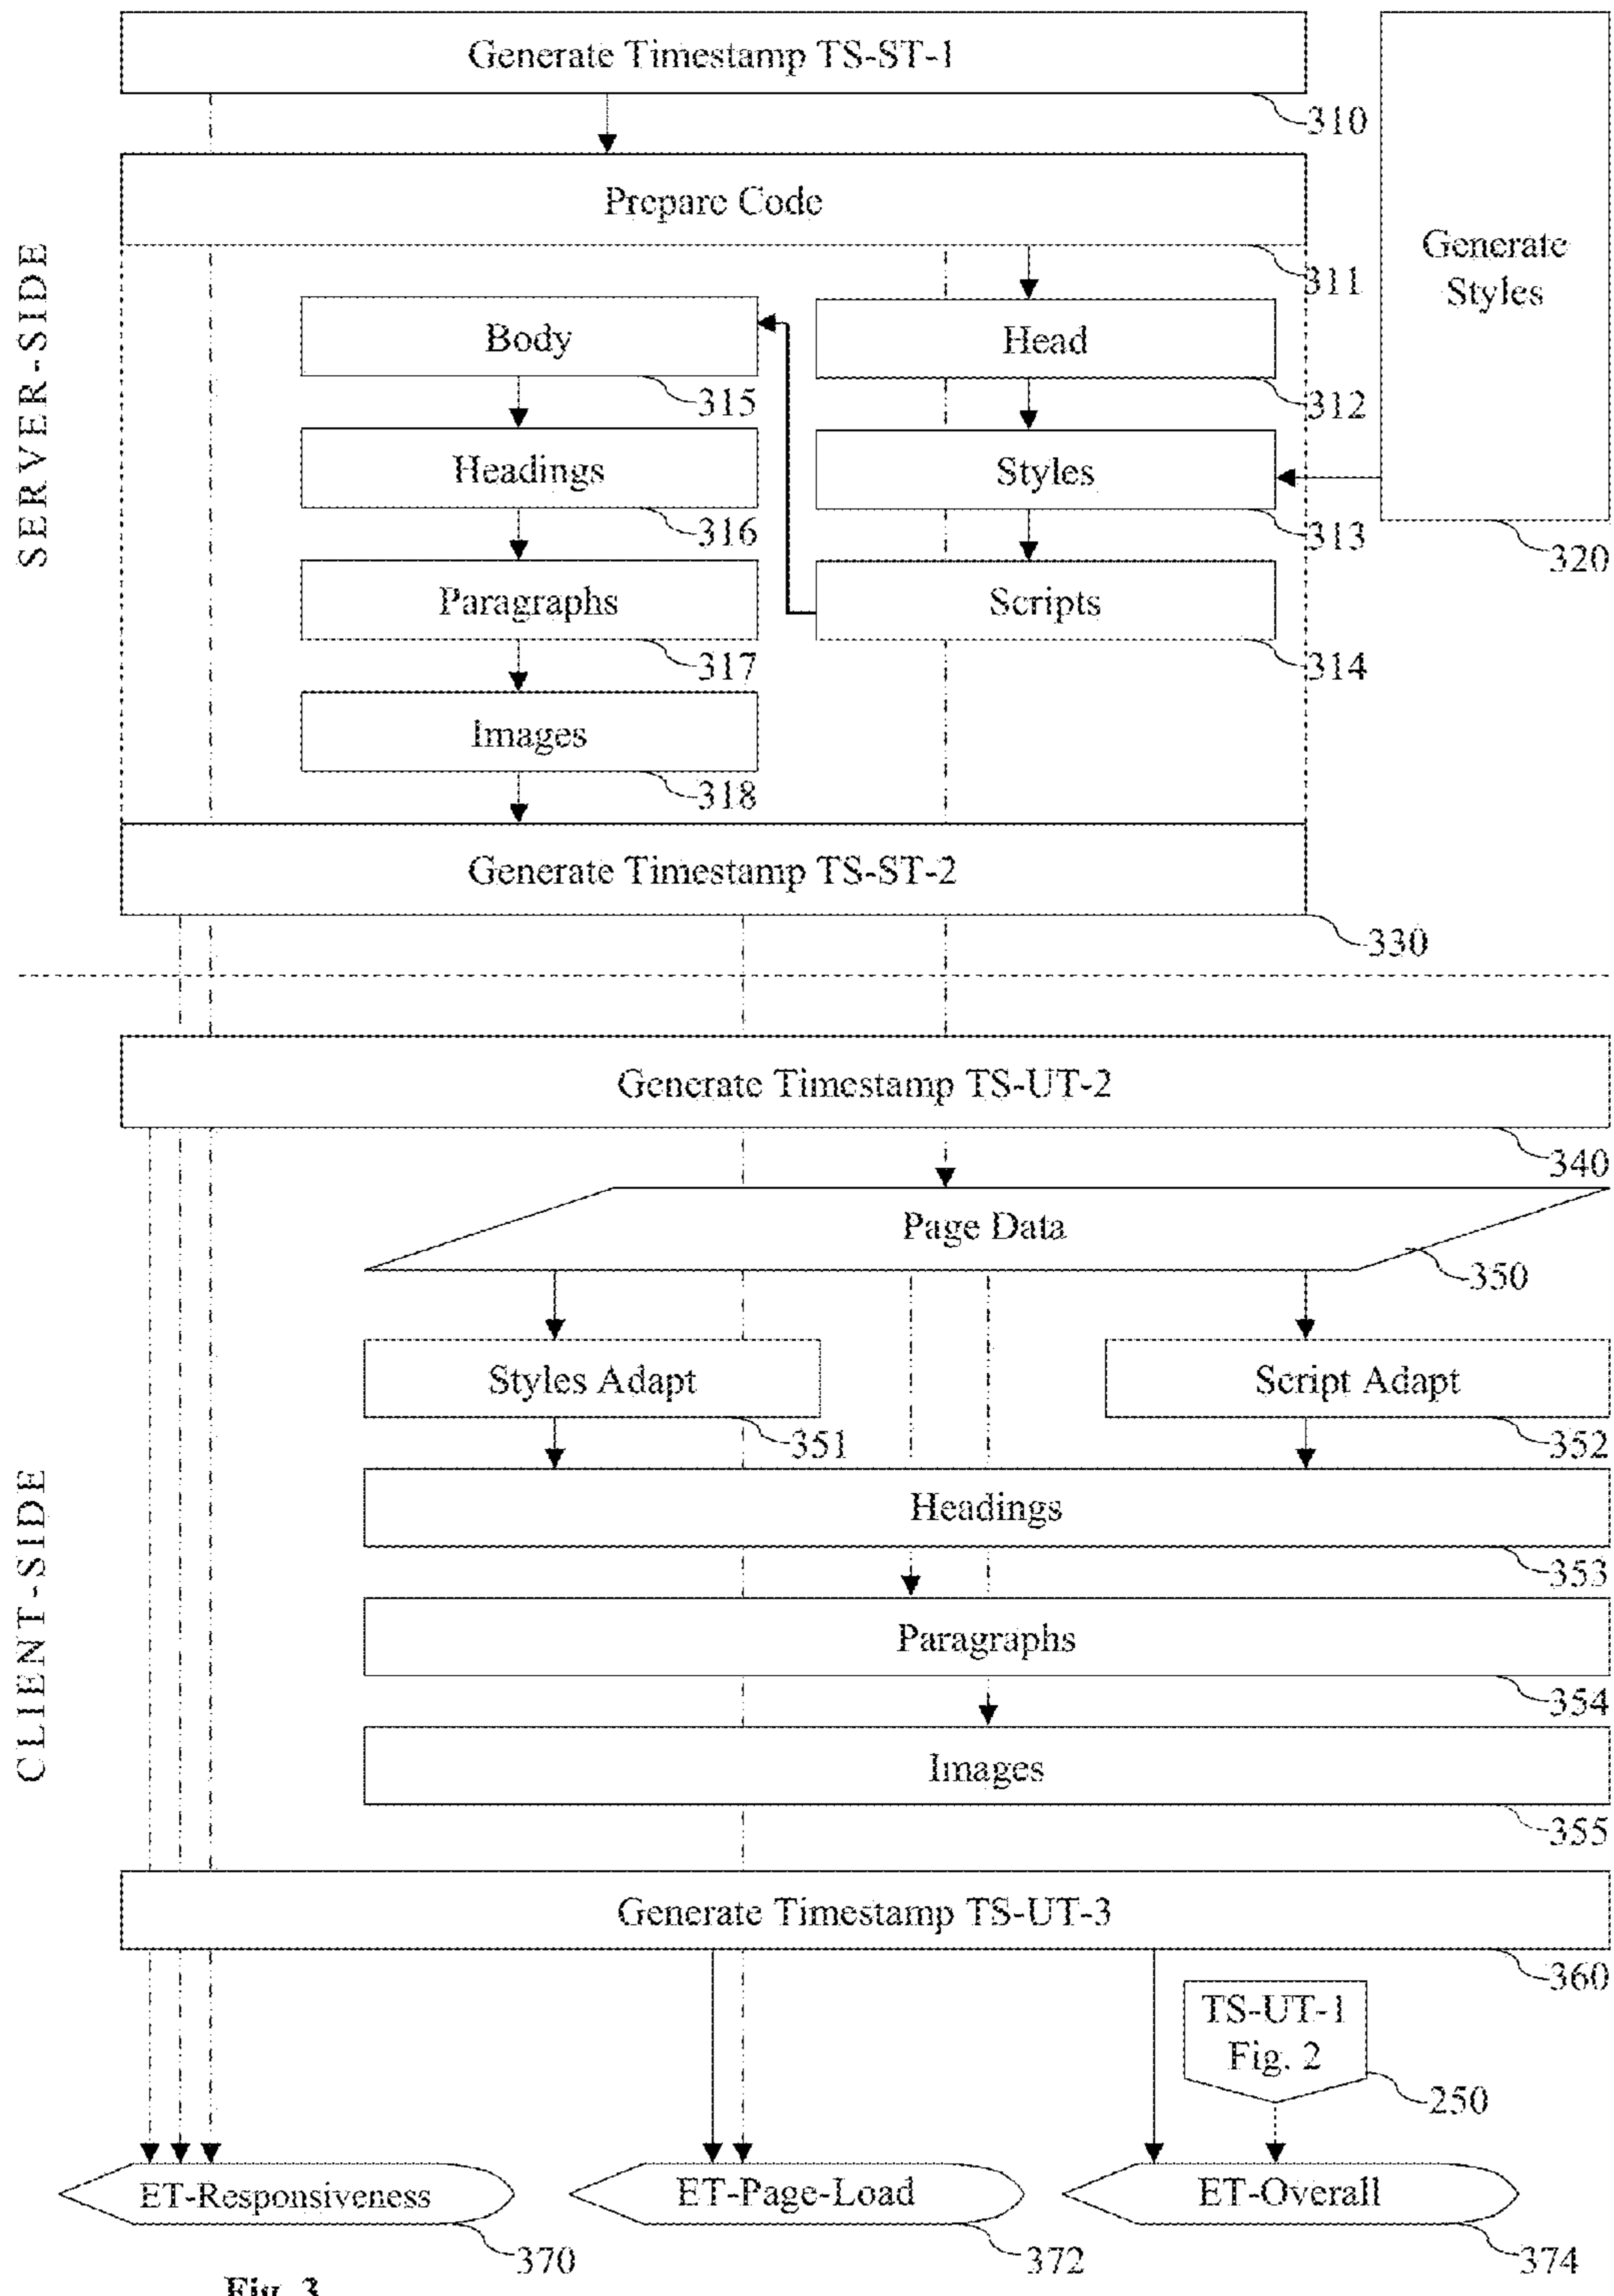 Generate Timestamp TS-ST-1
310
Prepare Code
311
Generate
Styles
320
SERVER-SIDE
Body
315
Head
312
Headings
316
Styles
313
Paragraphs
317
Scripts
314
Images
318
Generate Timestamp TS-ST-2
330
Generate Timestamp TS-UT-2
340
Page Data
350
CLIENT-SIDE
Styles Adapt
351
Script Adapt
352
Headings
353
Paragraphs
354
Images
355
Generate Timestamp TS-UT-3
360
TS-UT-1
Fig. 2
250
ET-Responsiveness
370
ET-Page-Load
372
ET-Overall
374
Fig. 3